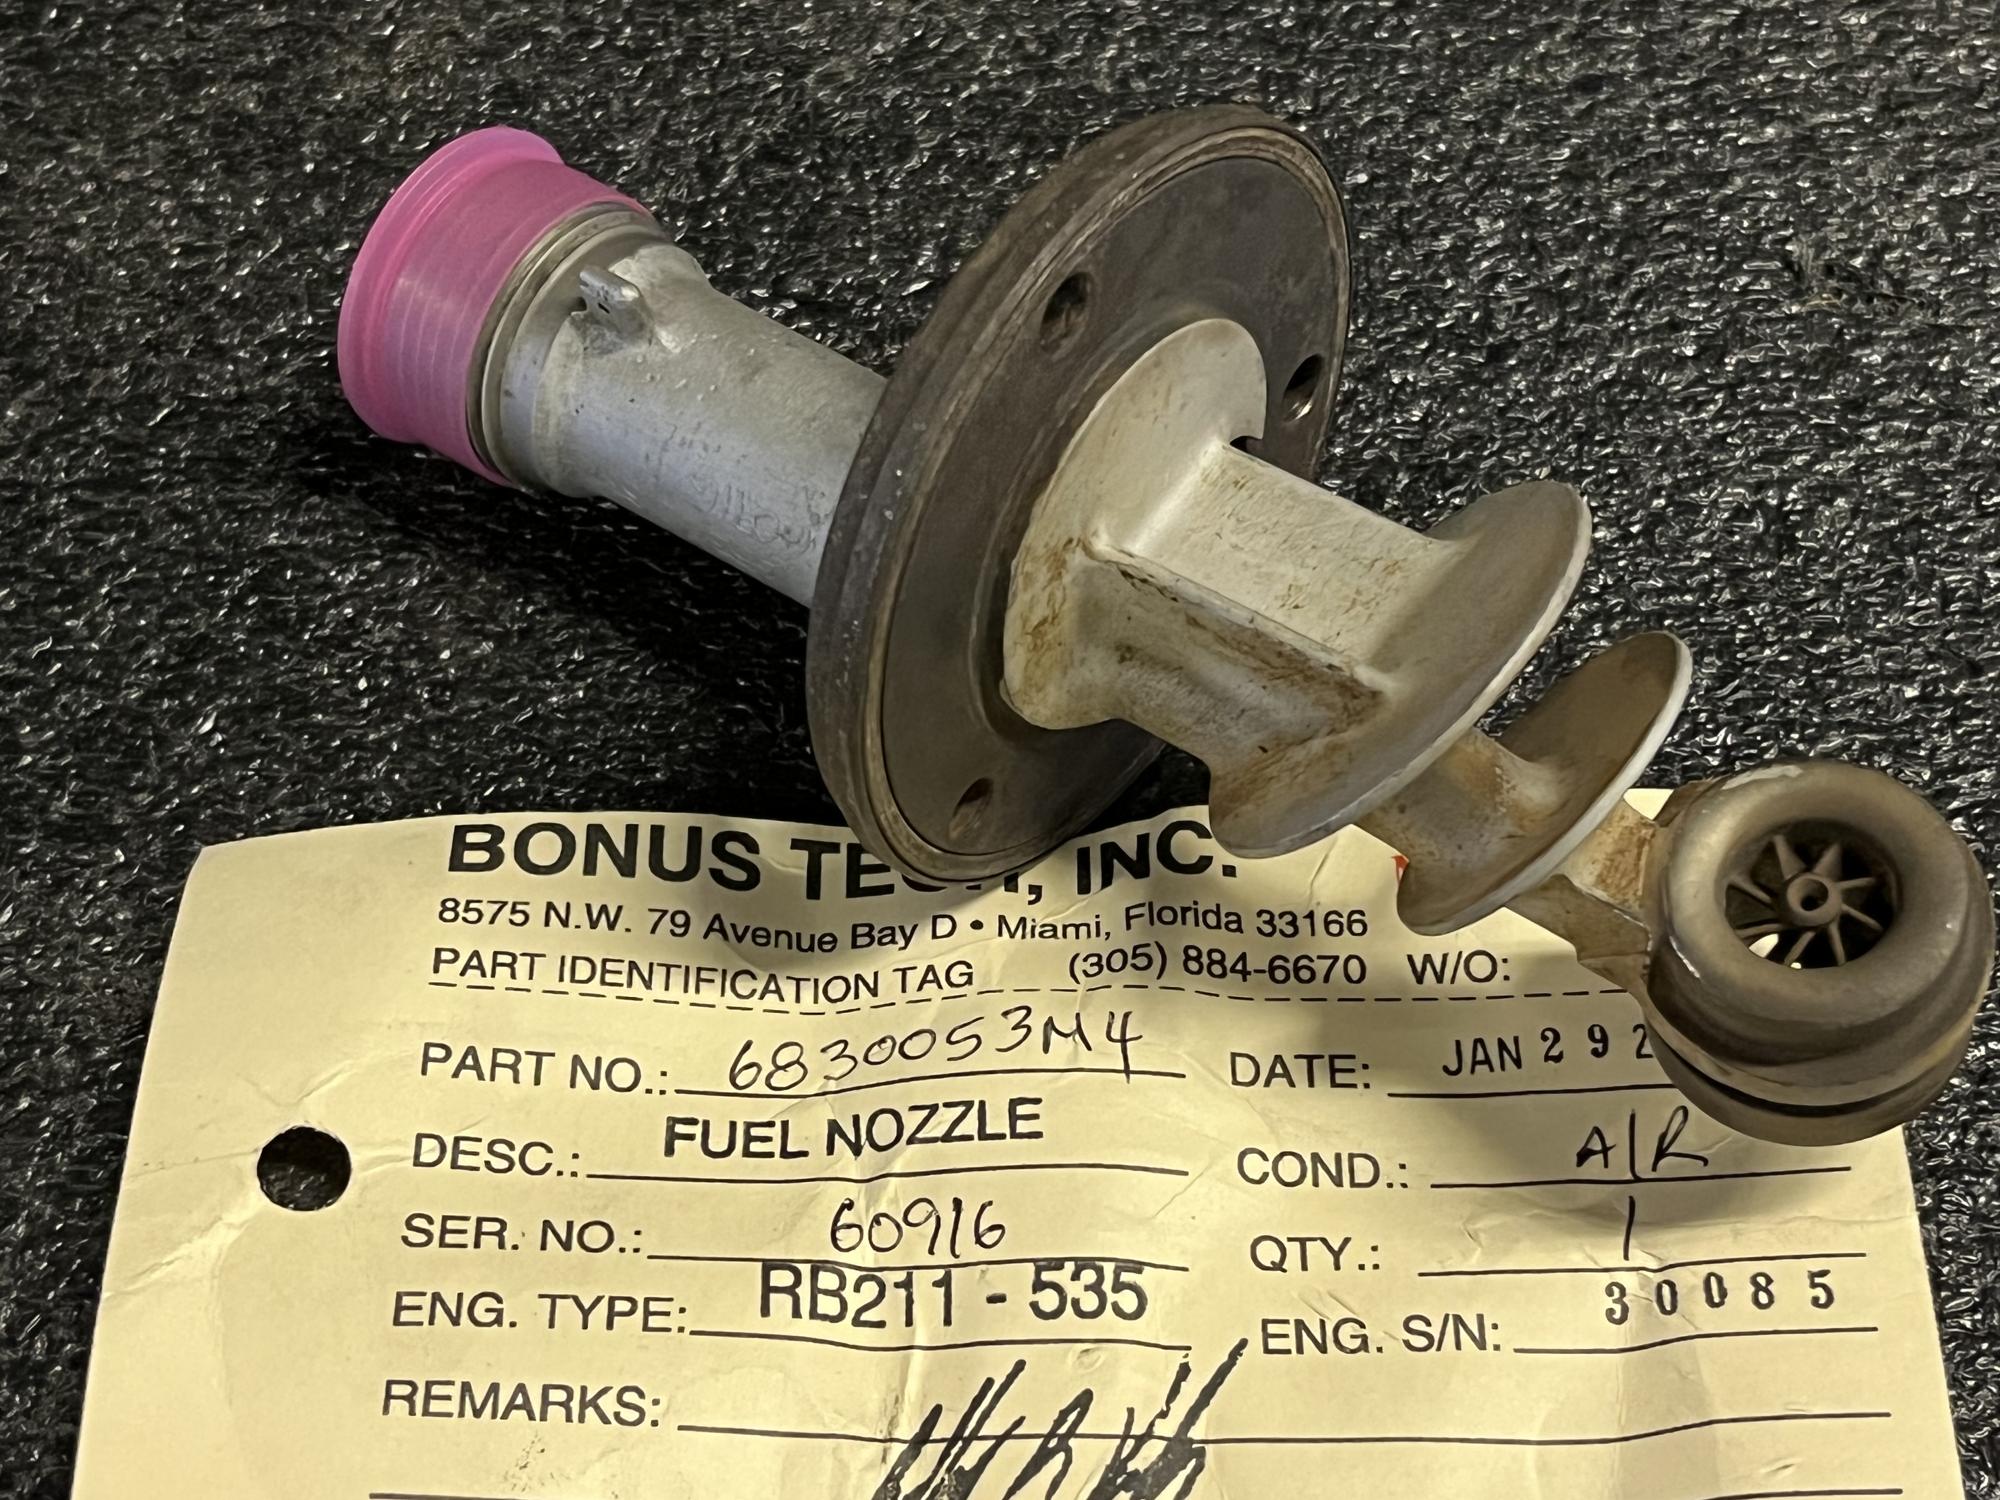 BONUS TECH, INC.
8575 N.W. 79 Avenue Bay D • Miami, Florida 33166
PART IDENTIFICATION TAG (305) 884-6670 W/O:
PART NO.: 6830053M4 DATE: JAN 29 2
DESC.: FUEL NOZZLE COND.: A/R
SER. NO.: 60916 QTY.: 1
ENG. TYPE: RB211-535 ENG. S/N: 30085
REMARKS: